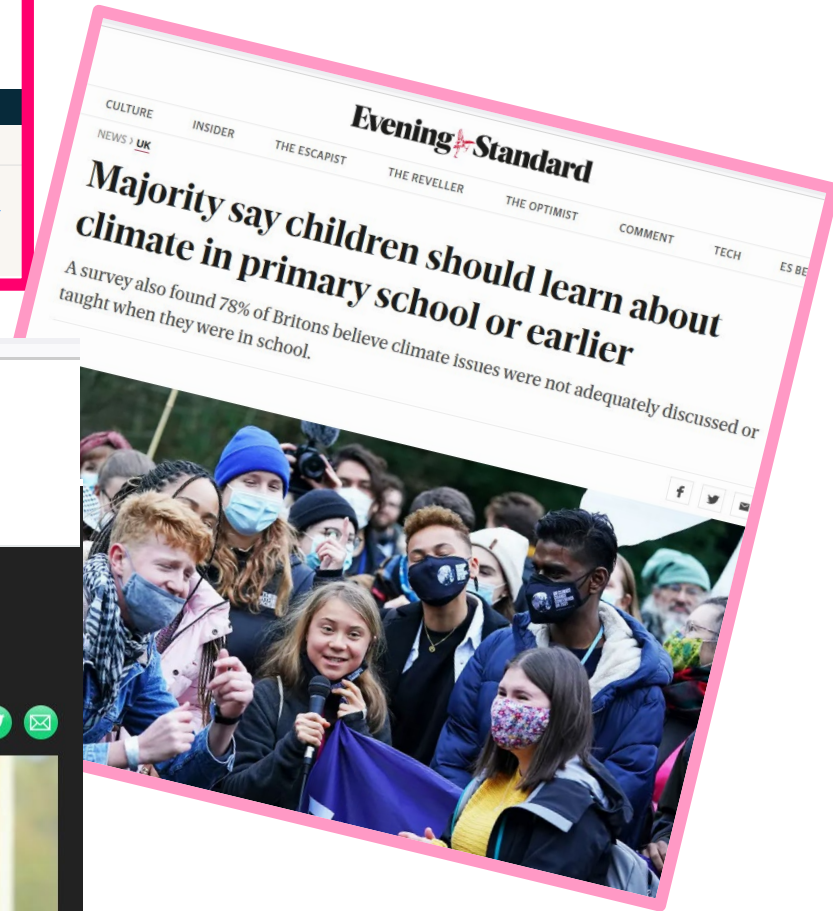 Evening Standard
CULTURE INSIDER THE ESCAPIST THE REVELLER THE OPTIMIST COMMENT TECH ES BE
NEWS › UK
Majority say children should learn about
climate in primary school or earlier
A survey also found 78% of Britons believe climate issues were not adequately discussed or
taught when they were in school.